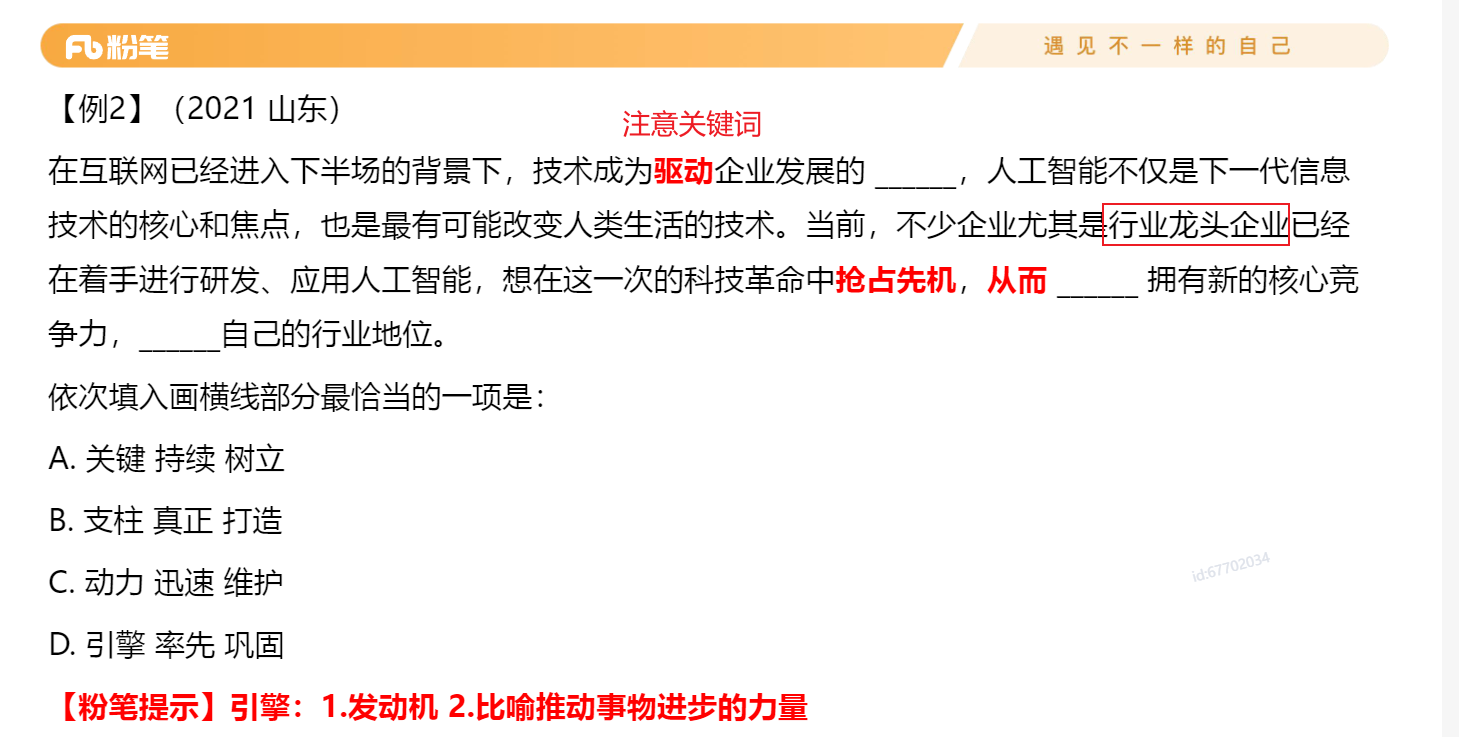 粉笔
遇见不一样的自己
【例2】（2021 山东）
注意关键词
在互联网已经进入下半场的背景下，技术成为驱动企业发展的 ______，人工智能不仅是下一代信息
技术的核心和焦点，也是最有可能改变人类生活的技术。当前，不少企业尤其是行业龙头企业已经
在着手进行研发、应用人工智能，想在这一次的科技革命中抢占先机，从而 ______ 拥有新的核心竞
争力，______自己的行业地位。
依次填入画横线部分最恰当的一项是：
A. 关键 持续 树立
B. 支柱 真正 打造
C. 动力 迅速 维护
D. 引擎 率先 巩固
id:67702034
【粉笔提示】引擎：1.发动机 2.比喻推动事物进步的力量